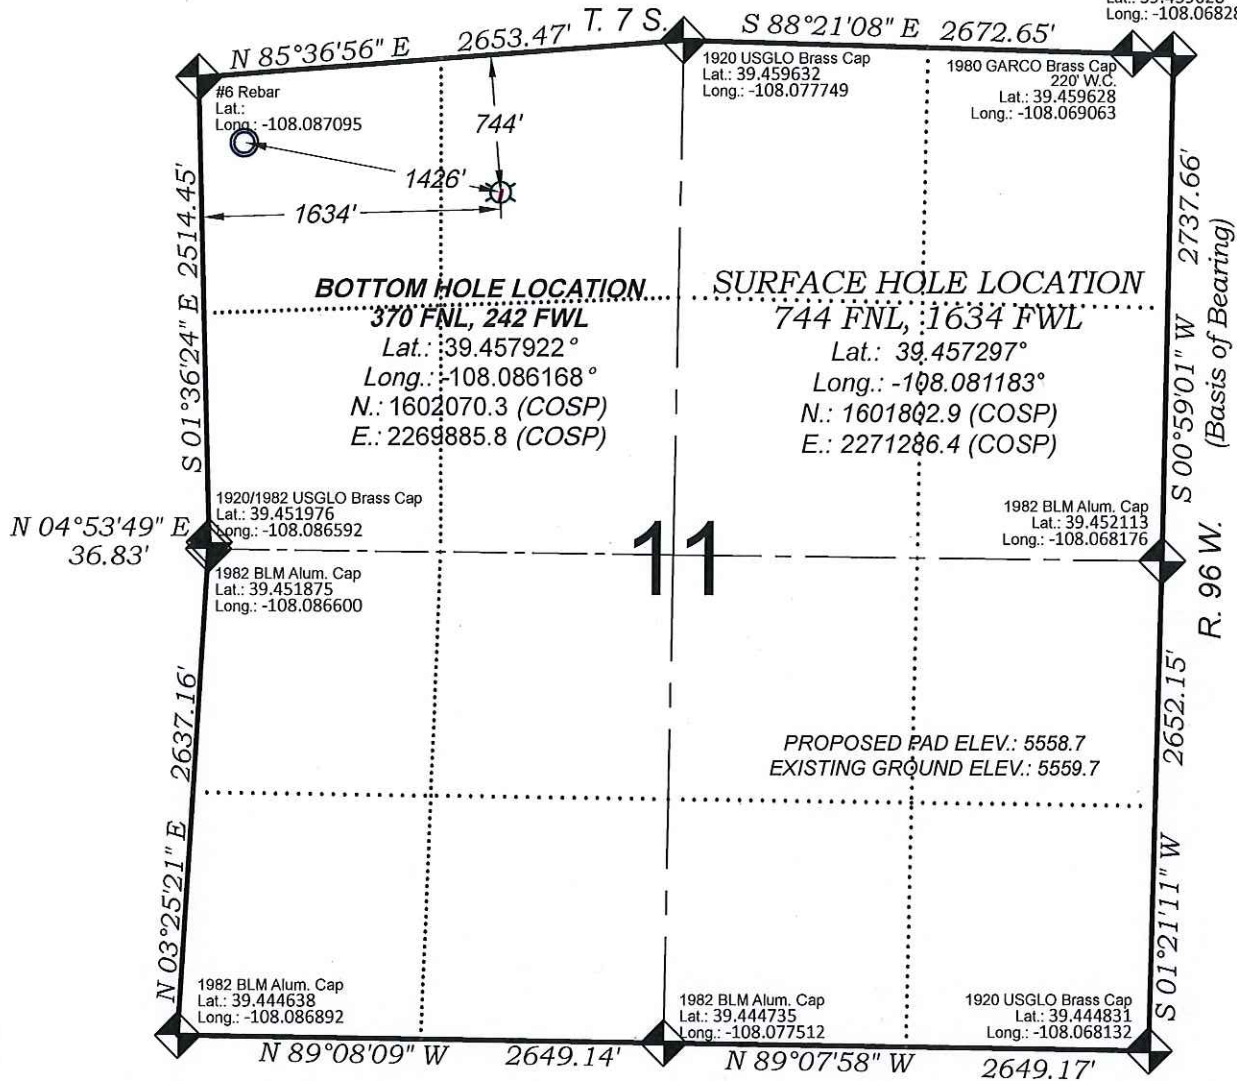 Long.: -108.06828
T. 7 S.
N 85°36'56" E 2653.47'
S 88°21'08" E 2672.65'
#6 Rebar
Lat.:
Long.: -108.087095
1920 USGLO Brass Cap
Lat.: 39.459632
Long.: -108.077749
1980 GARCO Brass Cap
220' W.C.
Lat.: 39.459628
Long.: -108.069063
744'
1426'
1634'
S 01°36'24" E 2514.45'
2737.66'
S 00°59'01" W
(Basis of Bearing)
BOTTOM HOLE LOCATION
370 FNL, 242 FWL
Lat.: 39.457922°
Long.: -108.086168°
N.: 1602070.3 (COSP)
E.: 2269885.8 (COSP)
SURFACE HOLE LOCATION
744 FNL, 1634 FWL
Lat.: 39.457297°
Long.: -108.081183°
N.: 1601802.9 (COSP)
E.: 2271286.4 (COSP)
1920/1982 USGLO Brass Cap
Lat.: 39.451976
Long.: -108.086592
N 04°53'49" E
36.83'
1982 BLM Alum. Cap
Lat.: 39.451875
Long.: -108.086600
11
1982 BLM Alum. Cap
Lat.: 39.452113
Long.: -108.068176
R. 96 W.
N 03°25'21" E 2637.16'
2652.15'
S 01°21'11" W
PROPOSED PAD ELEV.: 5558.7
EXISTING GROUND ELEV.: 5559.7
1982 BLM Alum. Cap
Lat.: 39.444638
Long.: -108.086892
1982 BLM Alum. Cap
Lat.: 39.444735
Long.: -108.077512
1920 USGLO Brass Cap
Lat.: 39.444831
Long.: -108.068132
N 89°08'09" W 2649.14'
N 89°07'58" W 2649.17'